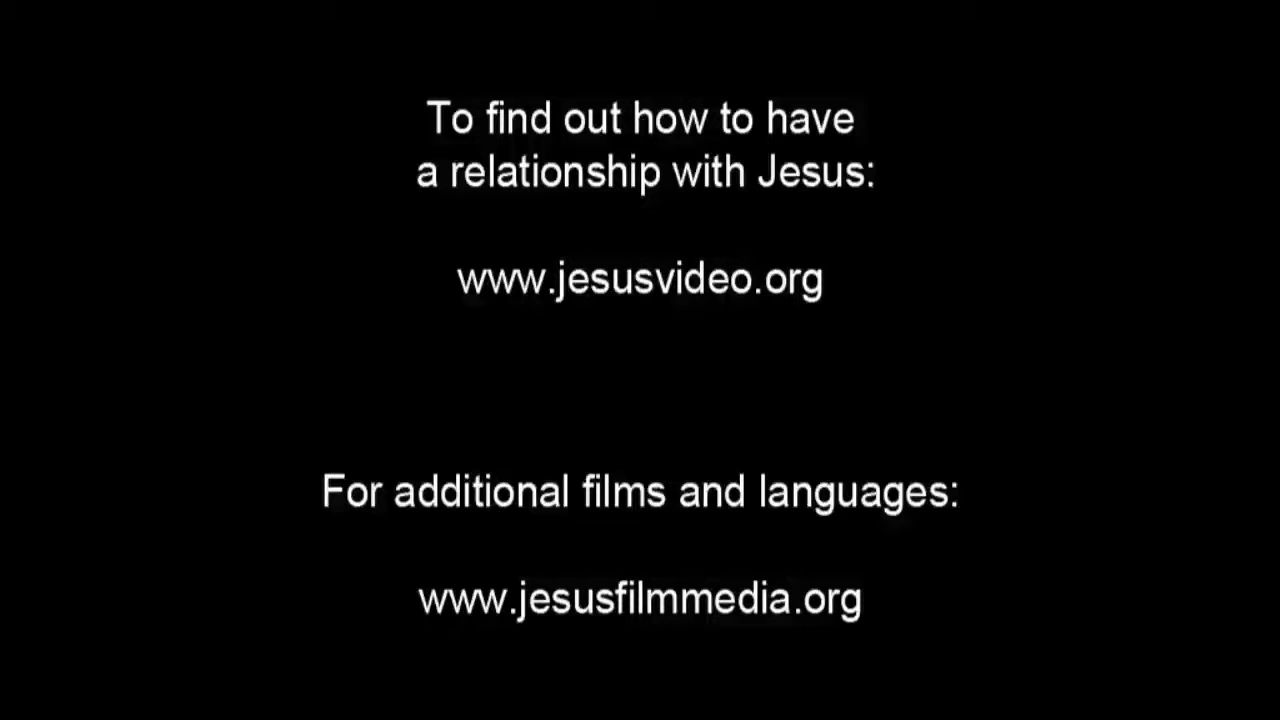 To find out how to have
a relationship with Jesus:
www.jesusvideo.org
For additional films and languages:
www.jesusfilmmedia.org